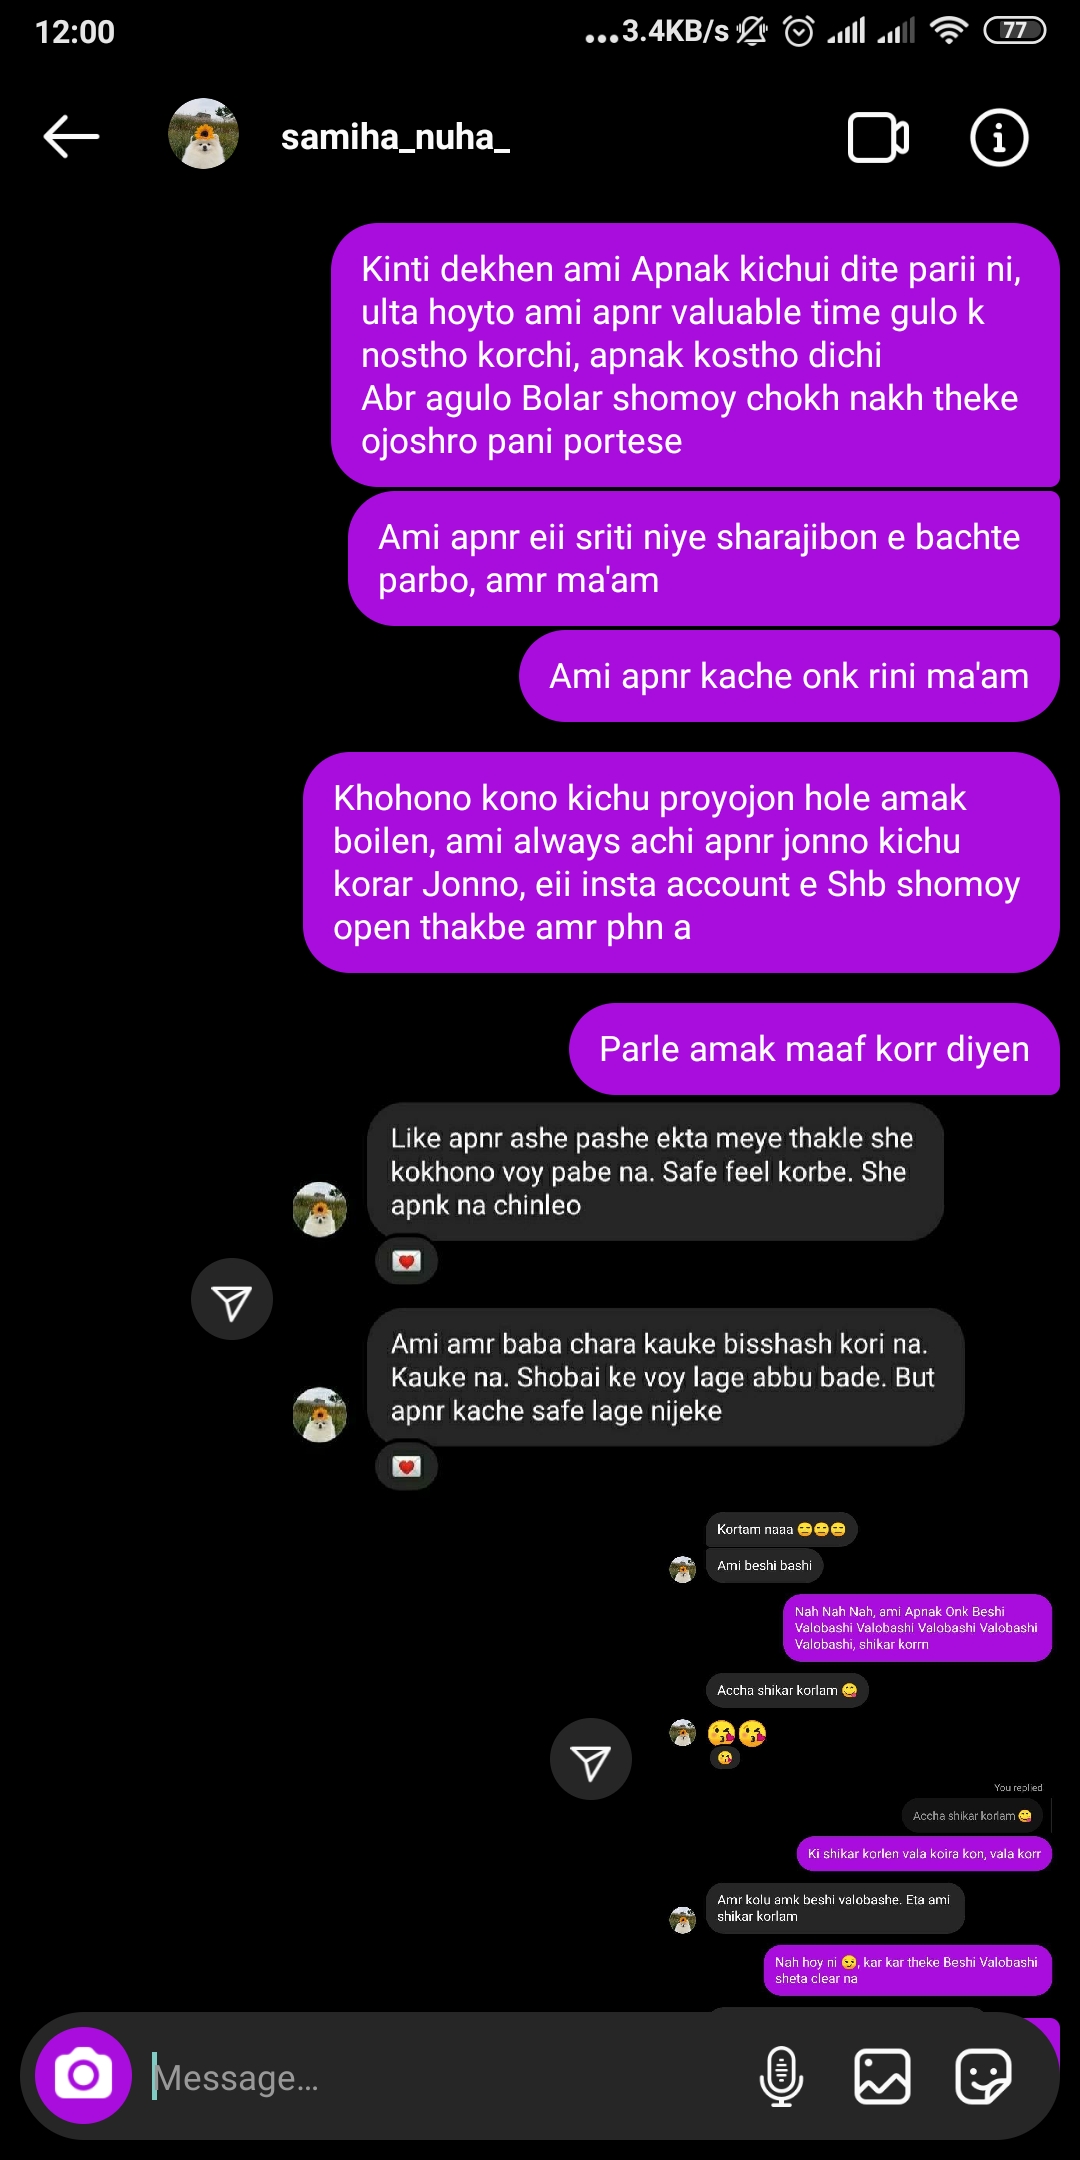 12:00
...3.4KB/s
77
samiha_nuha_
Kinti dekhen ami Apnak kichui dite parii ni,
ulta hoyto ami apnr valuable time gulo k
nostho korchi, apnak kostho dichi
Abr agulo Bolar shomoy chokh nakh theke
ojoshro pani portese
Ami apnr eii sriti niye sharajibon e bachte
parbo, amr ma'am
Ami apnr kache onk rini ma'am
Khohono kono kichu proyojon hole amak
boilen, ami always achi apnr jonno kichu
korar Jonno, eii insta account e Shb shomoy
open thakbe amr phn a
Parle amak maaf korr diyen
Like apnr ashe pashe ekta meye thakle she
kokhono voy pabe na. Safe feel korbe. She
apnk na chinleo
💌
Ami amr baba chara kauke bisshash kori na.
Kauke na. Shobai ke voy lage abbu bade. But
apnr kache safe lage nijeke
💌
Kortam naaa 😑😑😑
Ami beshi bashi
Nah Nah Nah, ami Apnak Onk Beshi
Valobashi Valobashi Valobashi Valobashi
Valobashi, shikar korrn
Accha shikar korlam 😋
😘😘
😘
You replied
Accha shikar korlam 😋
Ki shikar korlen vala koira kon, vala korr
Amr kolu amk beshi valobashe. Eta ami
shikar korlam
Nah hoy ni 😏, kar kar theke Beshi Valobashi
sheta clear na
Message...